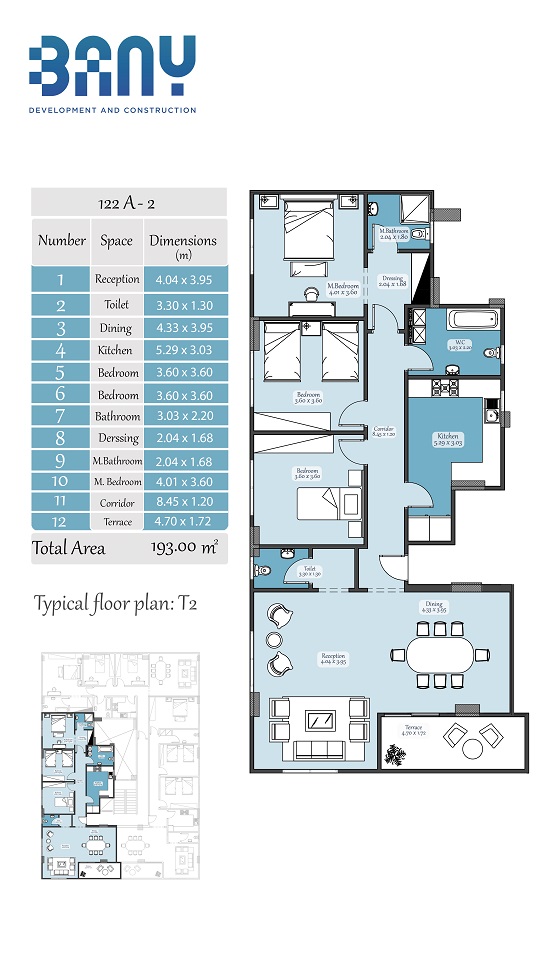 BANY
DEVELOPMENT AND CONSTRUCTION
122 A - 2
Number Space Dimensions (m)
1 Reception 4.04 x 3.95
2 Toilet 3.30 x 1.30
3 Dining 4.33 x 3.95
4 Kitchen 5.29 x 3.03
5 Bedroom 3.60 x 3.60
6 Bedroom 3.60 x 3.60
7 Bathroom 3.03 x 2.20
8 Derssing 2.04 x 1.68
9 M.Bathroom 2.04 x 1.68
10 M. Bedroom 4.01 x 3.60
11 Corridor 8.45 x 1.20
12 Terrace 4.70 x 1.72
Total Area 193.00 m²
Typical floor plan: T2
M.Bathroom
2.04 x 1.80
M.Bedroom
4.01 x 3.60
Dressing
2.04 x 1.68
WC
3.03 x 2.20
Bedroom
3.60 x 3.60
Corridor
8.45 x 1.20
Kitchen
5.29 x 3.03
Bedroom
3.60 x 3.60
Toilet
3.30 x 1.30
Dining
4.33 x 3.95
Reception
4.04 x 3.95
Terrace
4.70 x 1.72